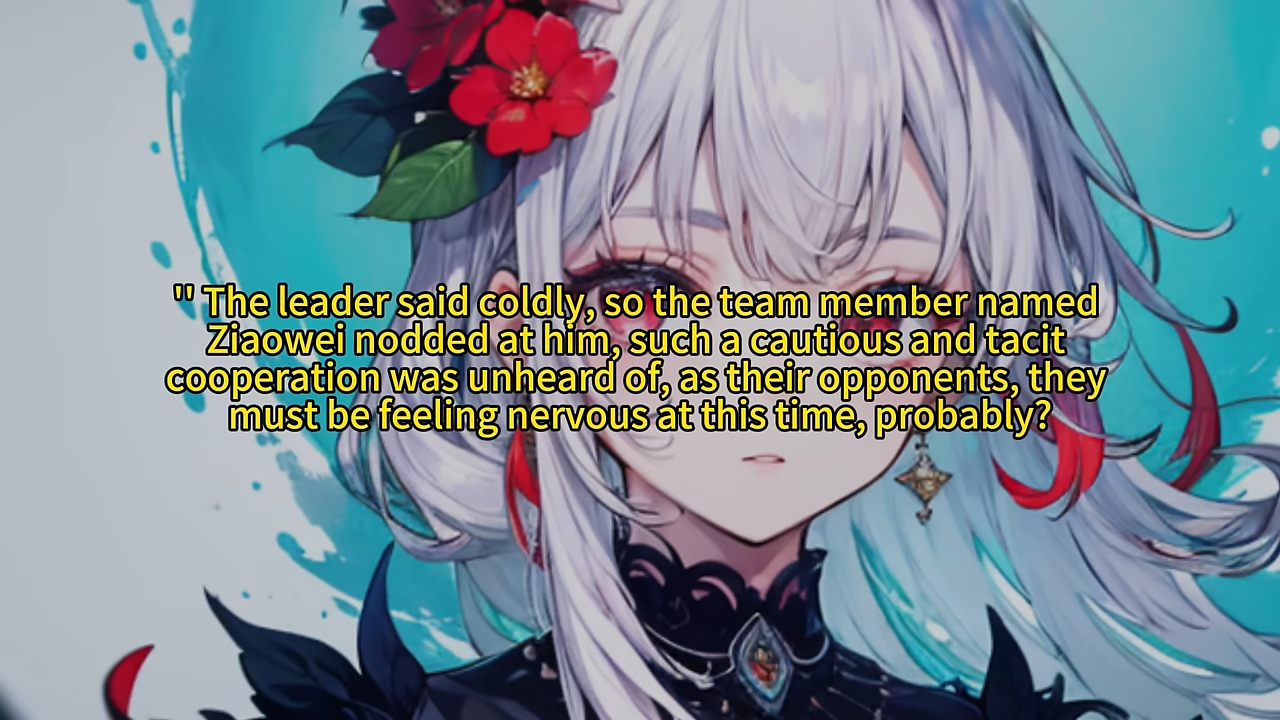 " The leader said coldly, so the team member named
Ziaowei nodded at him, such a cautious and tacit
cooperation was unheard of, as their opponents, they
must be feeling nervous at this time, probably?